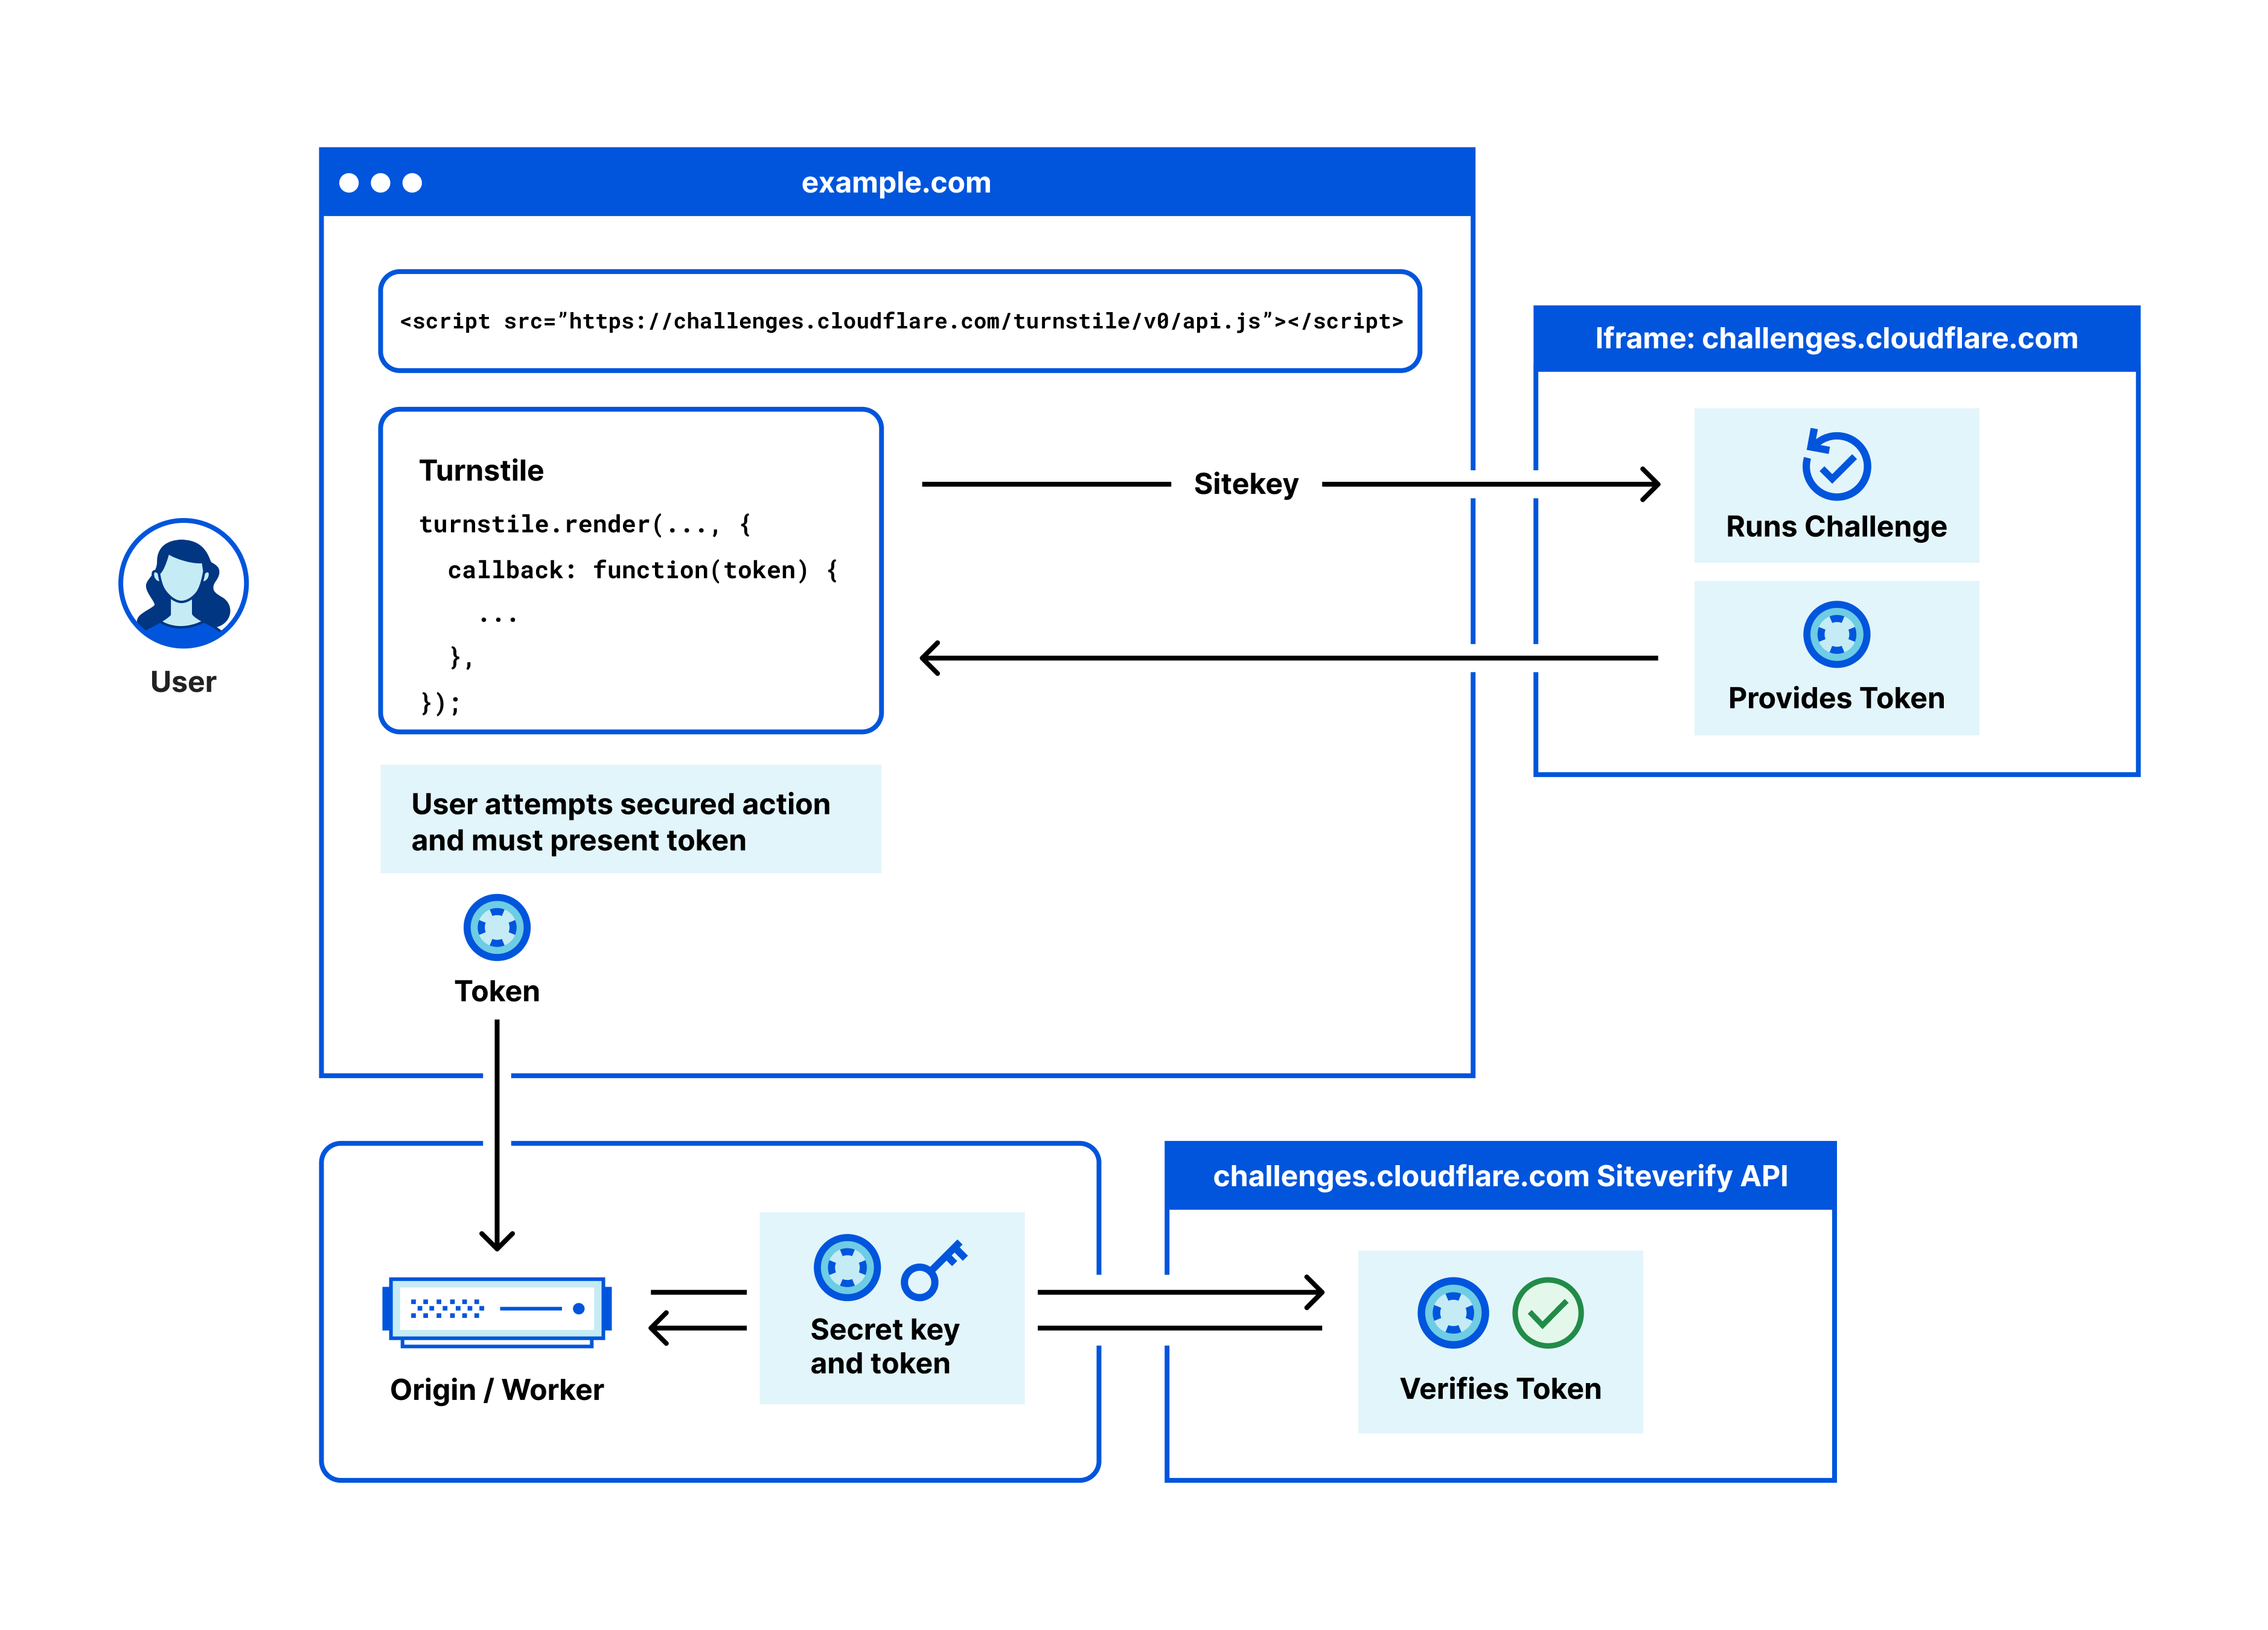 example.com
<script src=”https://challenges.cloudflare.com/turnstile/v0/api.js”></script>
Iframe: challenges.cloudflare.com
Turnstile
turnstile.render(..., {
callback: function(token) {
...
},
});
Sitekey
Runs Challenge
Provides Token
User
User attempts secured action
and must present token
Token
challenges.cloudflare.com Siteverify API
Origin / Worker
Secret key
and token
Verifies Token